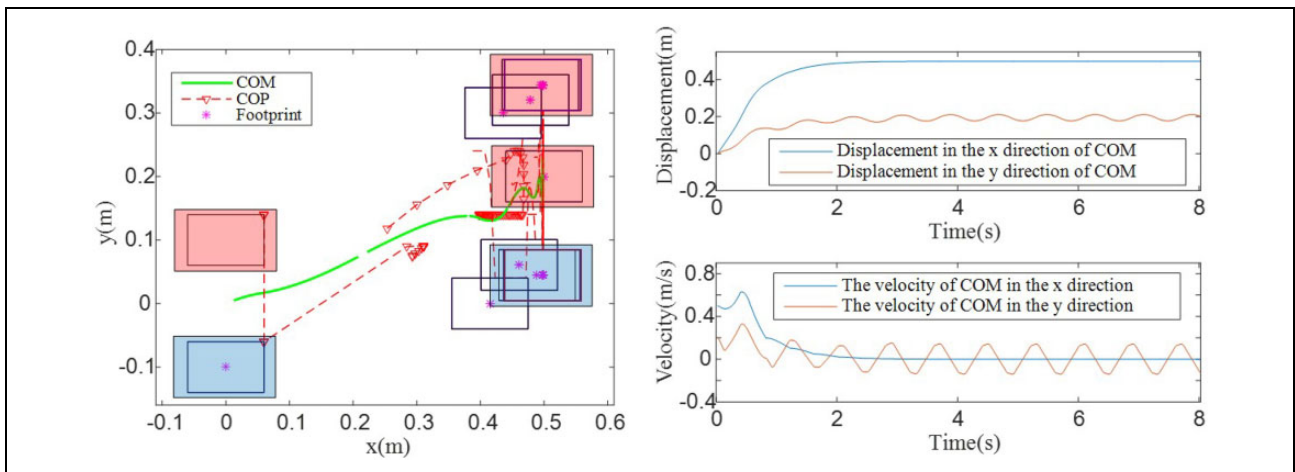 0.4
0.3
0.2
0.1
0
-0.1
y(m)
COM
COP
Footprint
-0.1 0 0.1 0.2 0.3 0.4 0.5 0.6
x(m)
Displacement(m)
0.4
0.2
0
-0.2
Displacement in the x direction of COM
Displacement in the y direction of COM
0 2 4 6 8
Time(s)
Velocity(m/s)
0.8
0.4
0
-0.4
The velocity of COM in the x direction
The velocity of COM in the y direction
0 2 4 6 8
Time(s)